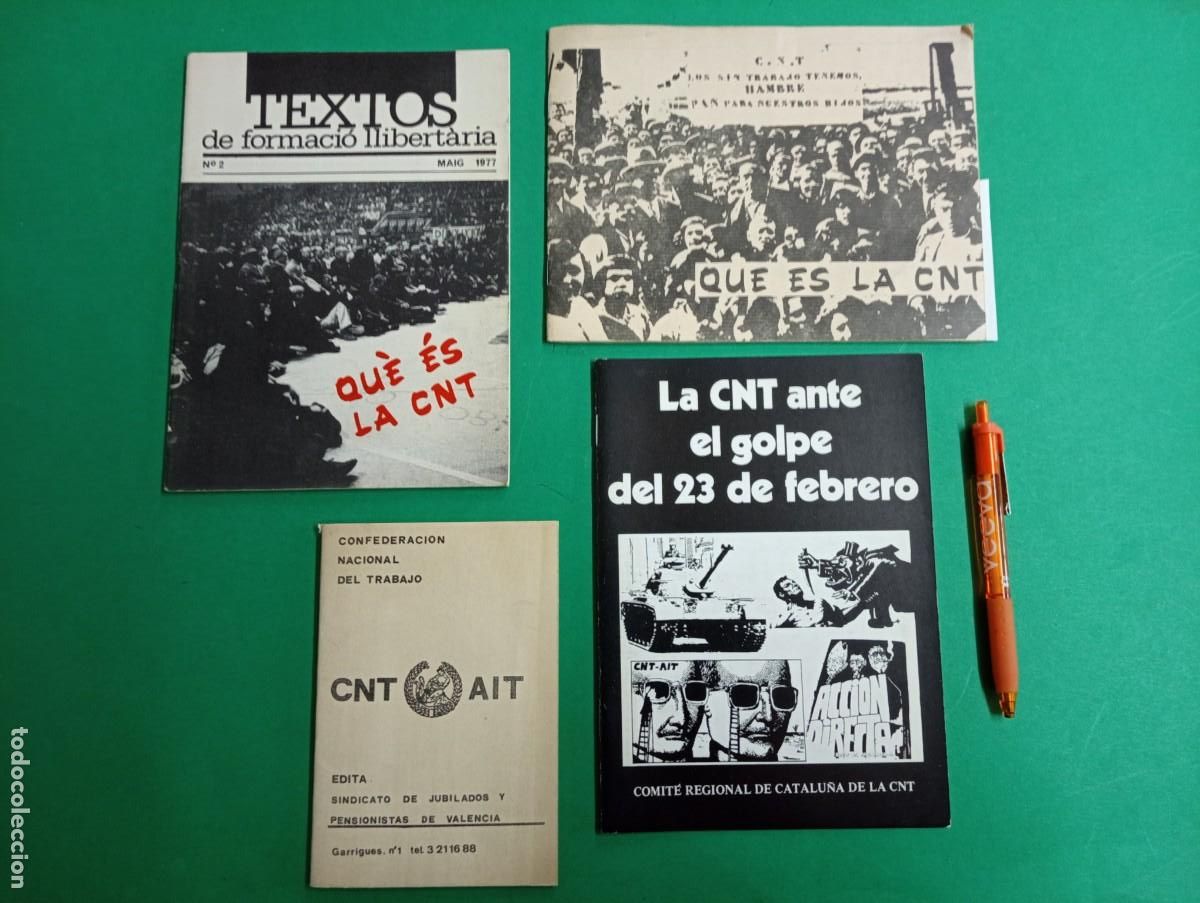 TEXTOS
de formació llibertària
Nº 2 MAIG 1977
QUÈ ÉS
LA CNT
C.N.T
LOS SIN TRABAJO TENEMOS,
HAMBRE
PAN PARA NUESTROS HIJOS
QUE ES LA CNT
CONFEDERACION
NACIONAL
DEL TRABAJO
CNT AIT
EDITA
SINDICATO DE JUBILADOS Y
PENSIONISTAS DE VALENCIA
Garrigues. nº1 tel. 3 2116 88
La CNT ante
el golpe
del 23 de febrero
CNT-AIT
ACCION
DIRECTA
COMITÉ REGIONAL DE CATALUÑA DE LA CNT
veeva
todocoleccion